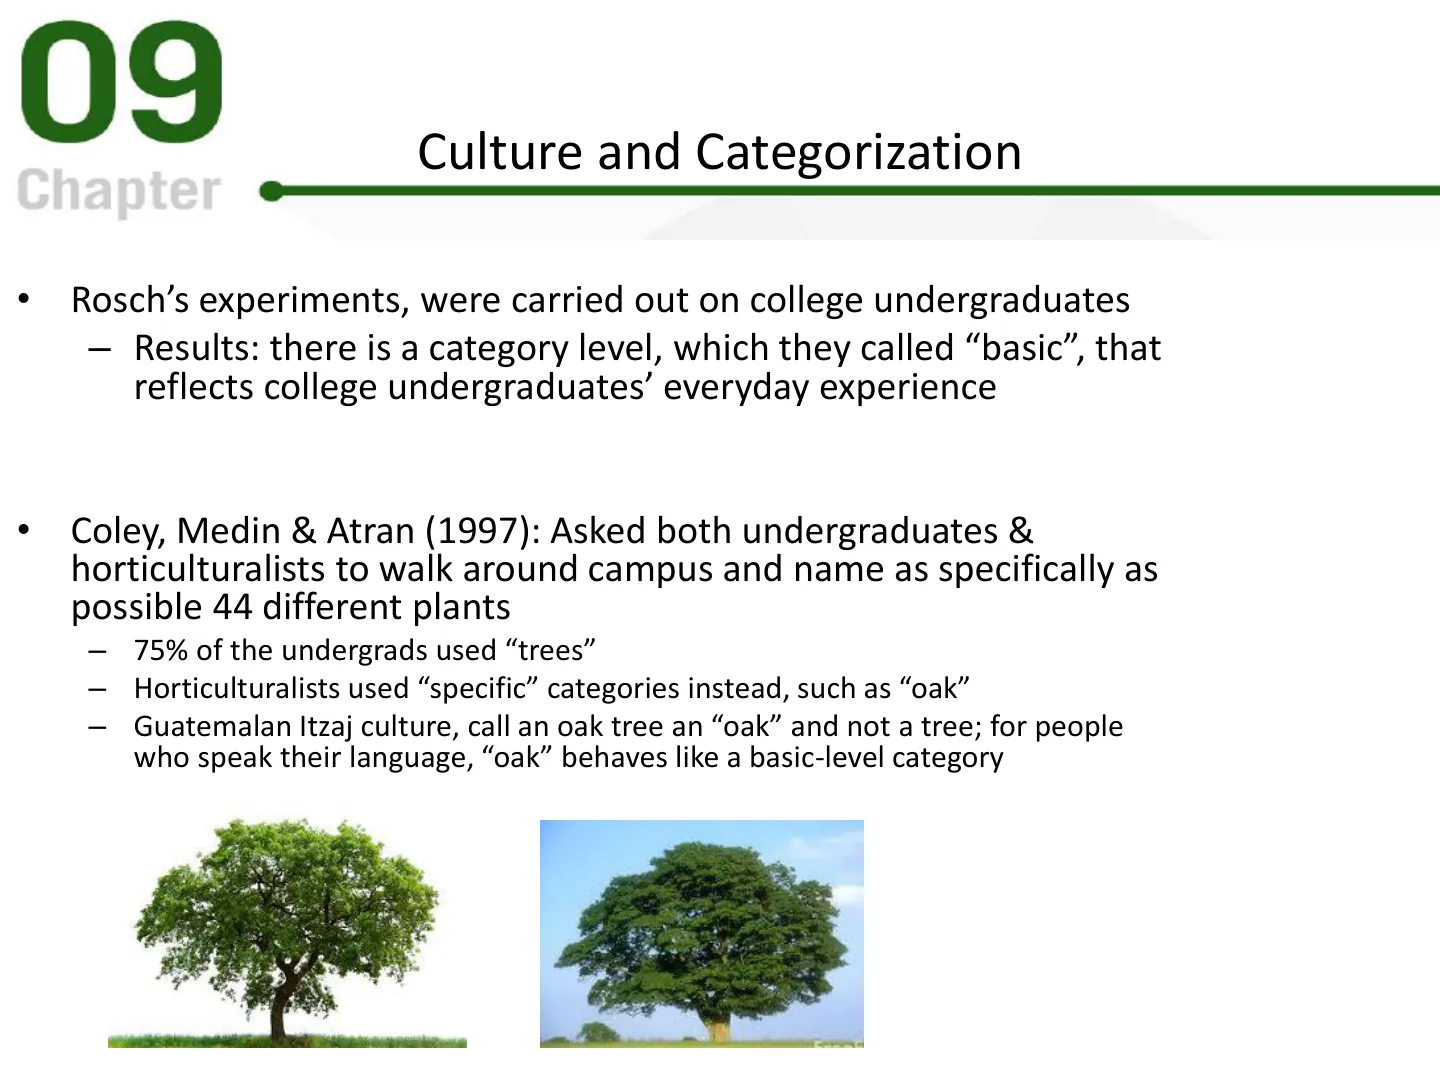 09
Chapter
Culture and Categorization
• Rosch’s experiments, were carried out on college undergraduates
– Results: there is a category level, which they called “basic”, that
reflects college undergraduates’ everyday experience
• Coley, Medin & Atran (1997): Asked both undergraduates &
horticulturalists to walk around campus and name as specifically as
possible 44 different plants
– 75% of the undergrads used “trees”
– Horticulturalists used “specific” categories instead, such as “oak”
– Guatemalan Itzaj culture, call an oak tree an “oak” and not a tree; for people
who speak their language, “oak” behaves like a basic-level category